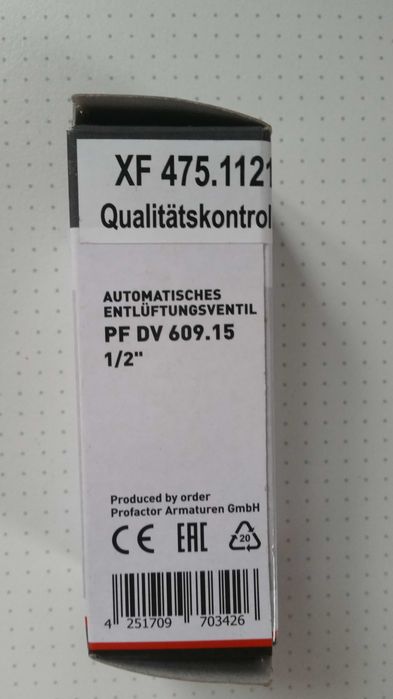 XF 475.1121
Qualitätskontrol
AUTOMATISCHES
ENTLÜFTUNGSVENTIL
PF DV 609.15
1/2"
Produced by order
Profactor Armaturen GmbH
CE EAC 20
4 251709 703426